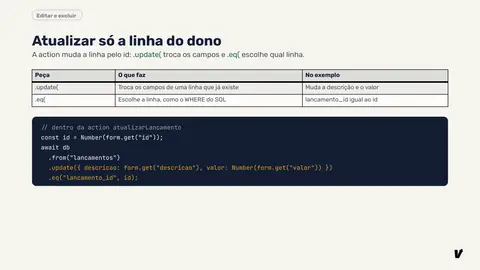 Editar e excluir
Atualizar só a linha do dono
A action muda a linha pelo id: .update( troca os campos e .eq( escolhe qual linha.
Peça O que faz No exemplo
.update( Troca os campos de uma linha que já existe Muda a descrição e o valor
.eq( Escolhe a linha, como o WHERE do SQL lancamento_id igual ao id
// dentro da action atualizarLancamento
const id = Number(form.get("id"));
await db
.from("lancamentos")
.update({ descricao: form.get("descricao"), valor: Number(form.get("valor")) })
.eq("lancamento_id", id);